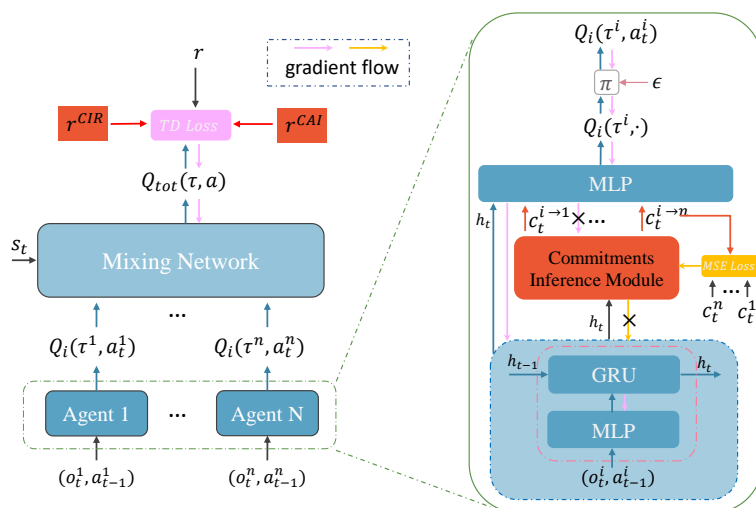 r
gradient flow
r^{CIR}
TD Loss
r^{CAI}
Q_{tot}(τ, a)
s_t
Mixing Network
...
Q_i(τ^1, a_t^1)
Q_i(τ^n, a_t^n)
Agent 1
...
Agent N
(o_t^1, a_{t-1}^1)
(o_t^n, a_{t-1}^n)
Q_i(τ^i, a_t^i)
π
ϵ
Q_i(τ^i, ·)
MLP
h_t
c_t^{i→1}
...
c_t^{i→n}
Commitments
Inference Module
MSE Loss
c_t^n ... c_t^1
h_t
h_{t-1}
GRU
h_t
MLP
(o_t^i, a_{t-1}^i)